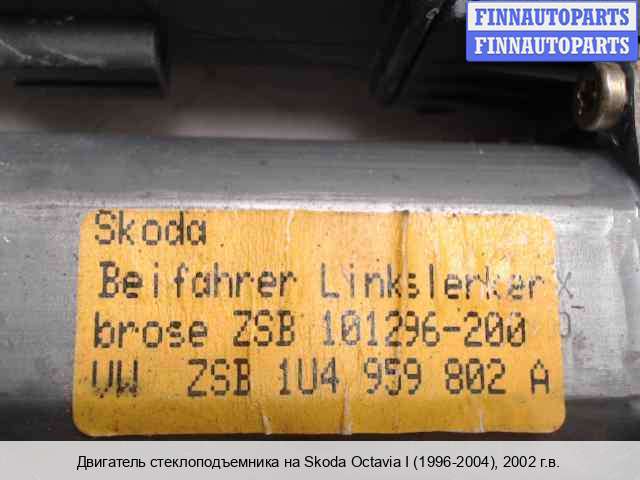 FINNAUTOPARTS
FINNAUTOPARTS
Skoda
Beifahrer Linkslenker X
brose ZSB 101296-200
VW ZSB 1U4 959 802 A
Двигатель стеклоподъемника на Skoda Octavia I (1996-2004), 2002 г.в.